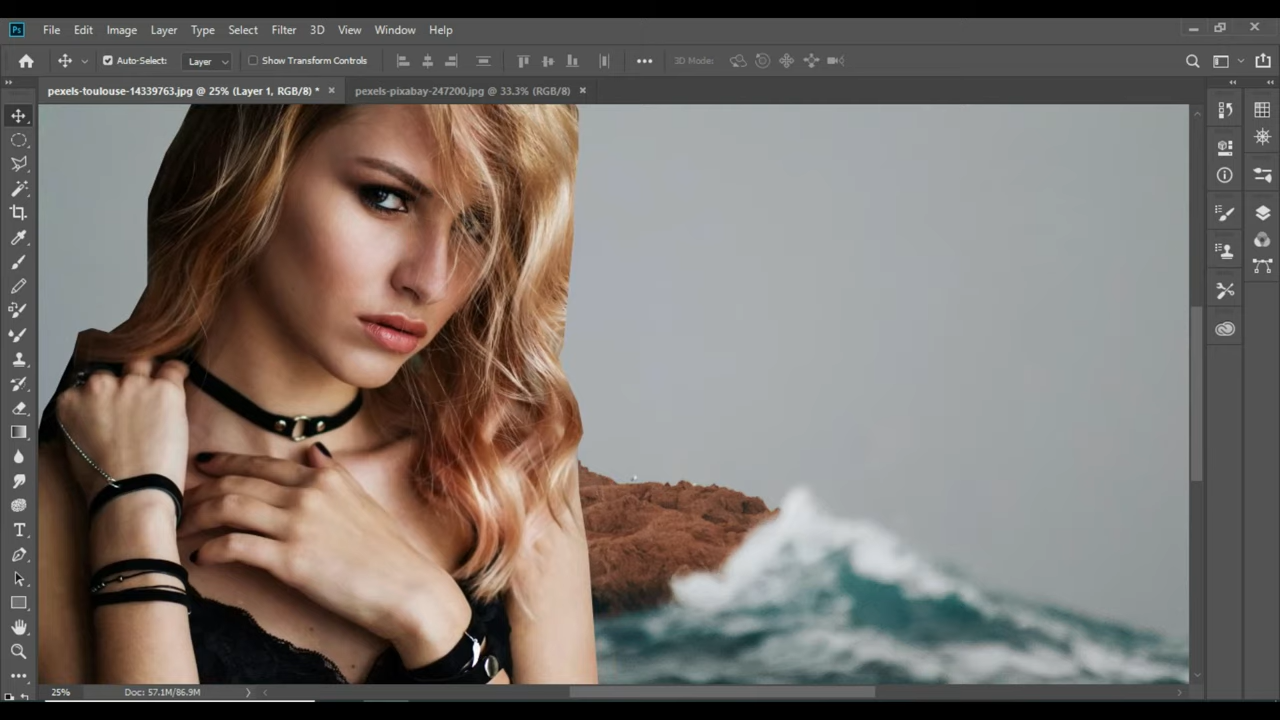 Ps File Edit Image Layer Type Select Filter 3D View Window Help
Auto-Select: Layer Show Transform Controls 3D Mode:
pexels-toulouse-14339763.jpg @ 25% (Layer 1, RGB/8) * × pexels-pixabay-247200.jpg @ 33.3% (RGB/8) ×
25% Doc: 57.1M/86.9M